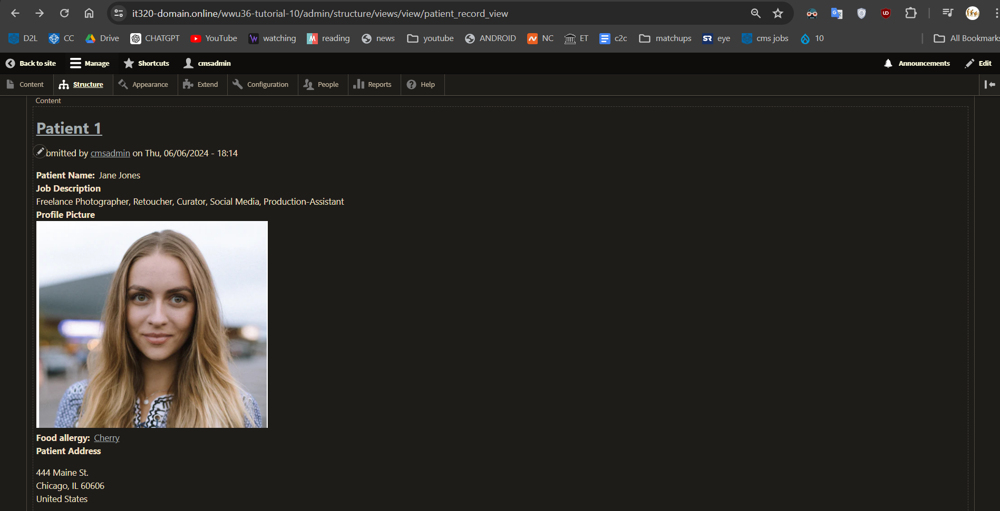 it320-domain.online/wwu36-tutorial-10/admin/structure/views/view/patient_record_view
D2L CC Drive CHATGPT YouTube watching reading news youtube ANDROID NC ET c2c matchups eye cms jobs 10 All Bookmarks
Back to site Manage Shortcuts cmsadmin Announcements Edit
Content Structure Appearance Extend Configuration People Reports Help
Content
Patient 1
bmitted by cmsadmin on Thu, 06/06/2024 - 18:14
Patient Name: Jane Jones
Job Description
Freelance Photographer, Retoucher, Curator, Social Media, Production-Assistant
Profile Picture
Food allergy: Cherry
Patient Address
444 Maine St.
Chicago, IL 60606
United States